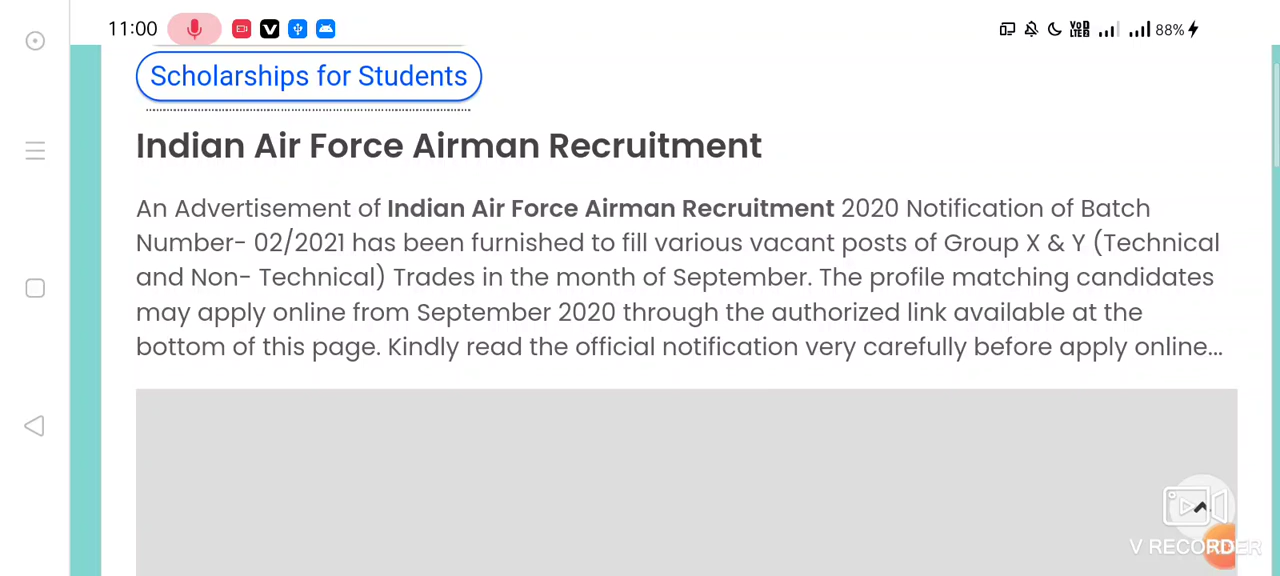 11:00
VoD LTEB
88%
Scholarships for Students
Indian Air Force Airman Recruitment
An Advertisement of Indian Air Force Airman Recruitment 2020 Notification of Batch
Number- 02/2021 has been furnished to fill various vacant posts of Group X & Y (Technical
and Non- Technical) Trades in the month of September. The profile matching candidates
may apply online from September 2020 through the authorized link available at the
bottom of this page. Kindly read the official notification very carefully before apply online...
V RECORDER